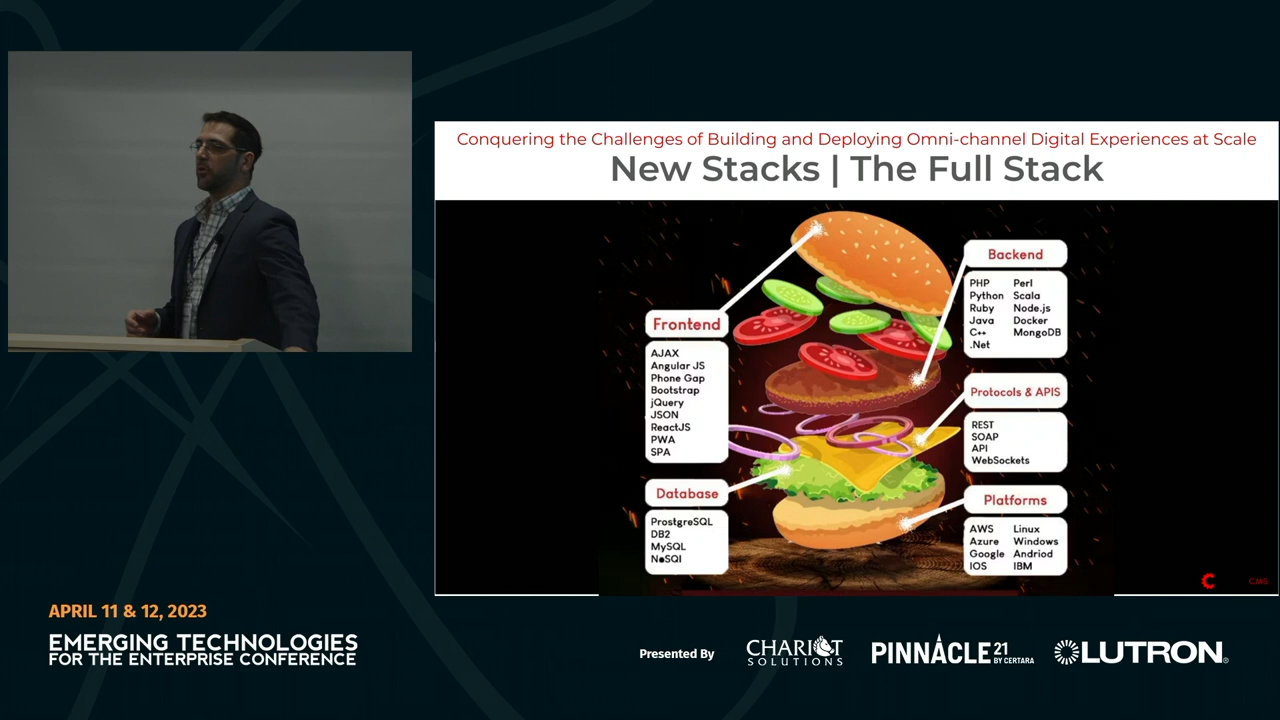 Conquering the Challenges of Building and Deploying Omni-channel Digital Experiences at Scale
New Stacks | The Full Stack
Frontend
AJAX
Angular JS
Phone Gap
Bootstrap
jQuery
JSON
ReactJS
PWA
SPA
Database
ProstgreSQL
DB2
MySQL
NoSQl
Backend
PHP Perl
Python Scala
Ruby Node.js
Java Docker
C++ MongoDB
.Net
Protocols & APIS
REST
SOAP
API
WebSockets
Platforms
AWS Linux
Azure Windows
Google Andriod
IOS IBM
CMS
APRIL 11 & 12, 2023
EMERGING TECHNOLOGIES
FOR THE ENTERPRISE CONFERENCE
Presented By
CHARIOT
SOLUTIONS
PINNACLE 21
BY CERTARA
LUTRON®